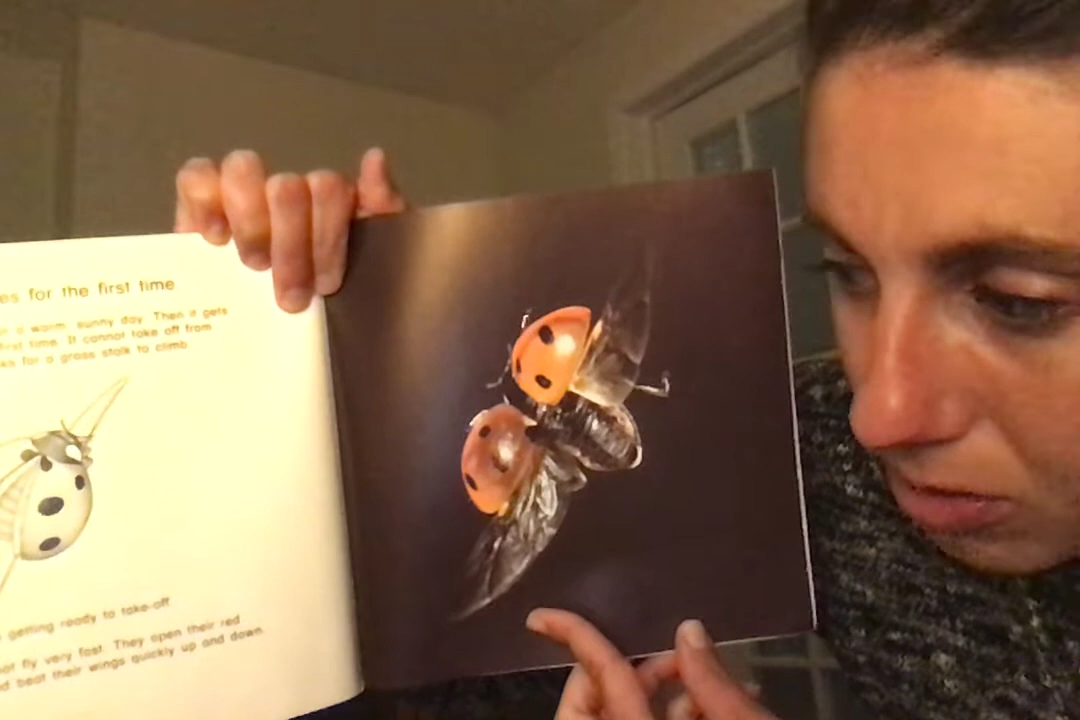 es for the first time
r a warm, sunny day. Then it gets
first time. It cannot take off from
ks for a grass stalk to climb
getting ready to take-off
not fly very fast. They open their red
d beat their wings quickly up and down